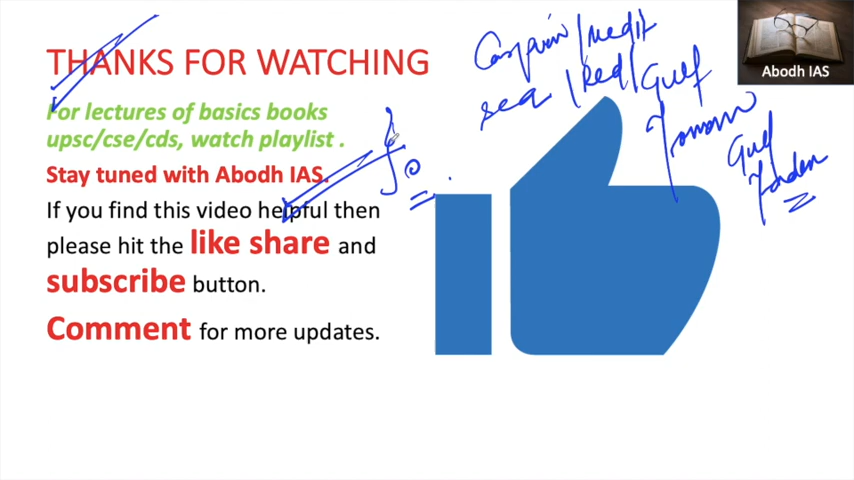 THANKS FOR WATCHING
For lectures of basics books
upsc/cse/cds, watch playlist .
Stay tuned with Abodh IAS.
If you find this video helpful then
please hit the like share and
subscribe button.
Comment for more updates.
Caspian / Medit
sea / Red / Gulf
Gulf
Abodh IAS